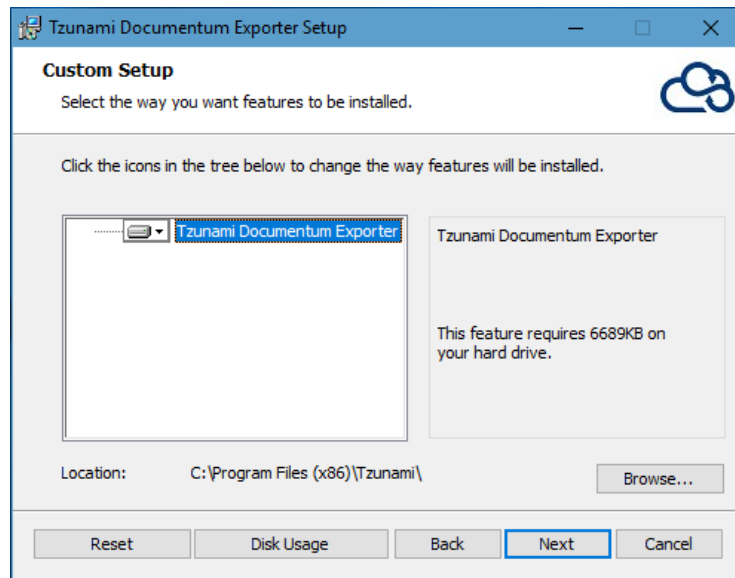 Tzunami Documentum Exporter Setup
Custom Setup
Select the way you want features to be installed.
Click the icons in the tree below to change the way features will be installed.
Tzunami Documentum Exporter
Tzunami Documentum Exporter
This feature requires 6689KB on
your hard drive.
Location: C:\Program Files (x86)\Tzunami\
Browse...
Reset Disk Usage Back Next Cancel